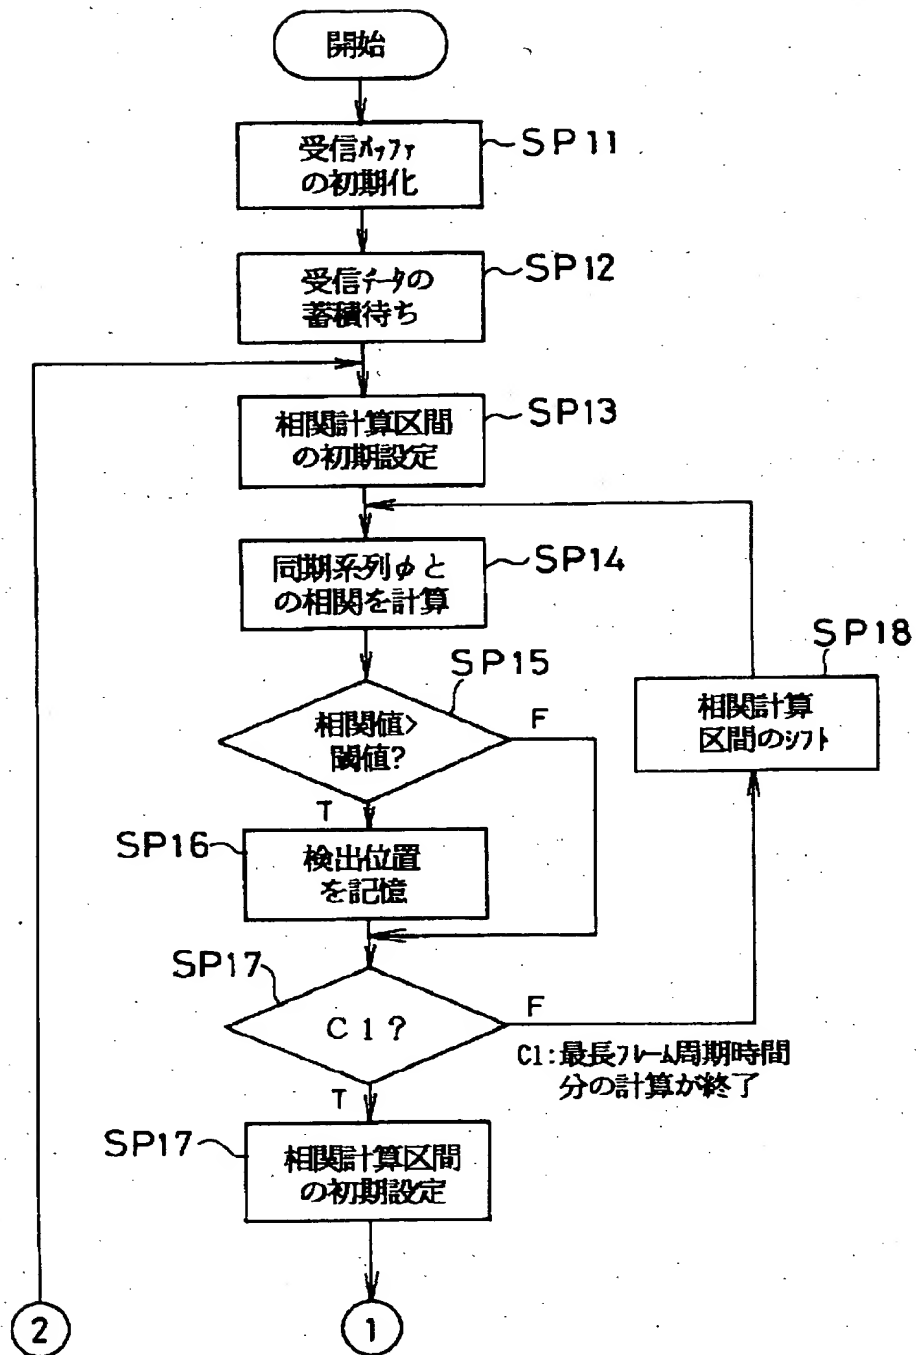 開始
受信バッファ
の初期化
SP11
受信データの
蓄積待ち
SP12
相関計算区間
の初期設定
SP13
同期系列φと
の相関を計算
SP14
相関値>
閾値?
SP15
F
T
検出位置
を記憶
SP16
SP18
相関計算
区間のシフト
SP17
C1?
F
C1:最長フレーム周期時間
分の計算が終了
T
SP17
相関計算区間
の初期設定
2
1